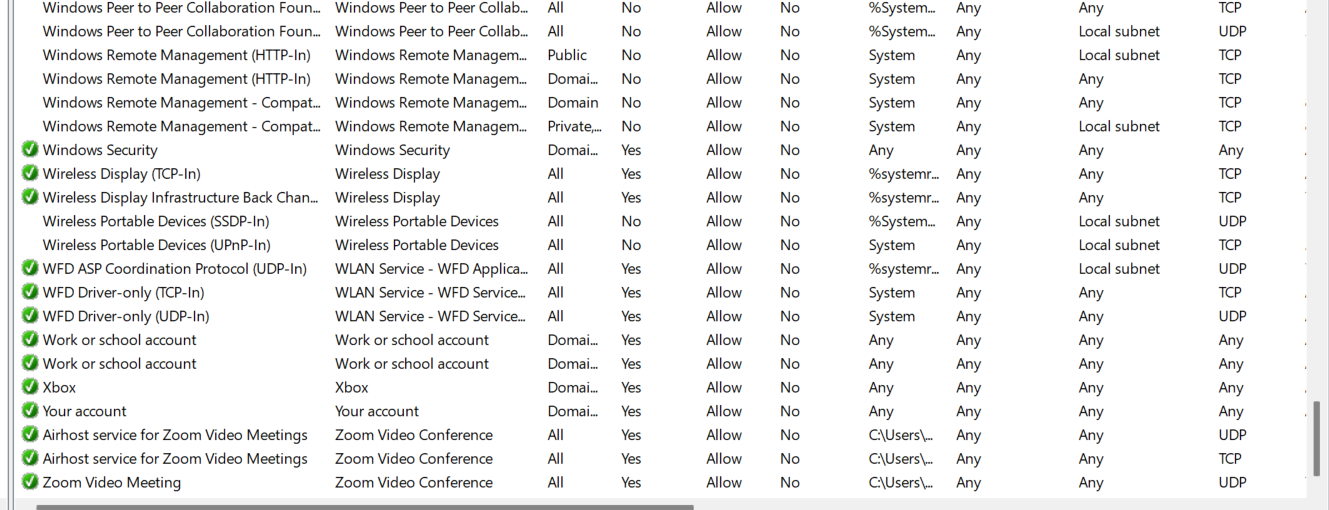 Windows Peer to Peer Collaboration Foun... Windows Peer to Peer Collab... All No Allow No %System... Any Any TCP
Windows Peer to Peer Collaboration Foun... Windows Peer to Peer Collab... All No Allow No %System... Any Local subnet UDP
Windows Remote Management (HTTP-In) Windows Remote Managem... Public No Allow No System Any Local subnet TCP
Windows Remote Management (HTTP-In) Windows Remote Managem... Domai... No Allow No System Any Any TCP
Windows Remote Management - Compat... Windows Remote Managem... Domain No Allow No System Any Any TCP
Windows Remote Management - Compat... Windows Remote Managem... Private,... No Allow No System Any Local subnet TCP
Windows Security Windows Security Domai... Yes Allow No Any Any Any Any
Wireless Display (TCP-In) Wireless Display All Yes Allow No %systemr... Any Any TCP
Wireless Display Infrastructure Back Chan... Wireless Display All Yes Allow No %systemr... Any Any TCP
Wireless Portable Devices (SSDP-In) Wireless Portable Devices All No Allow No %System... Any Local subnet UDP
Wireless Portable Devices (UPnP-In) Wireless Portable Devices All No Allow No System Any Local subnet TCP
WFD ASP Coordination Protocol (UDP-In) WLAN Service - WFD Applica... All Yes Allow No %systemr... Any Local subnet UDP
WFD Driver-only (TCP-In) WLAN Service - WFD Service... All Yes Allow No System Any Any TCP
WFD Driver-only (UDP-In) WLAN Service - WFD Service... All Yes Allow No System Any Any UDP
Work or school account Work or school account Domai... Yes Allow No Any Any Any Any
Work or school account Work or school account Domai... Yes Allow No Any Any Any Any
Xbox Xbox Domai... Yes Allow No Any Any Any Any
Your account Your account Domai... Yes Allow No Any Any Any Any
Airhost service for Zoom Video Meetings Zoom Video Conference All Yes Allow No C:\Users\... Any Any UDP
Airhost service for Zoom Video Meetings Zoom Video Conference All Yes Allow No C:\Users\... Any Any TCP
Zoom Video Meeting Zoom Video Conference All Yes Allow No C:\Users\... Any Any UDP